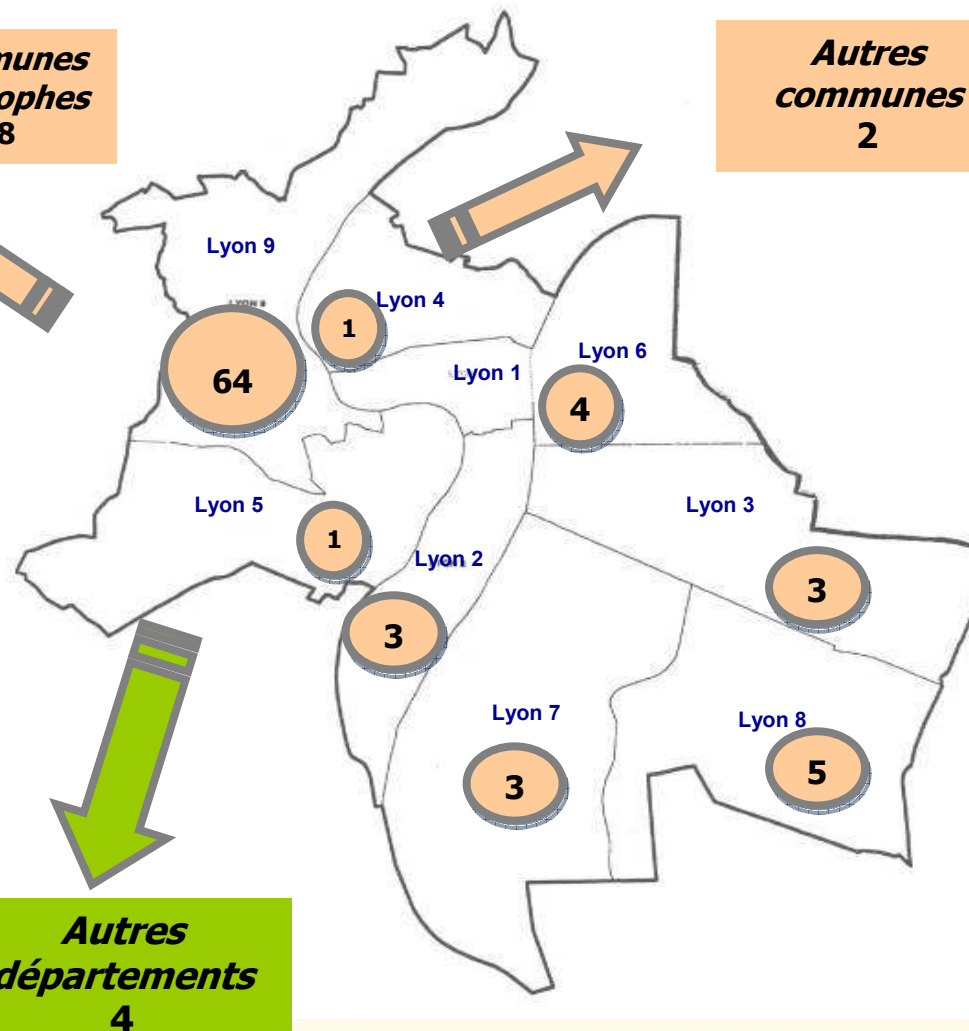 munes
ophes
8
Autres
communes
2
Lyon 9
Lyon 4
1
Lyon 6
Lyon 1
64
4
Lyon 5
Lyon 3
1
Lyon 2
3
3
Lyon 7
Lyon 8
3
5
Autres
départements
4